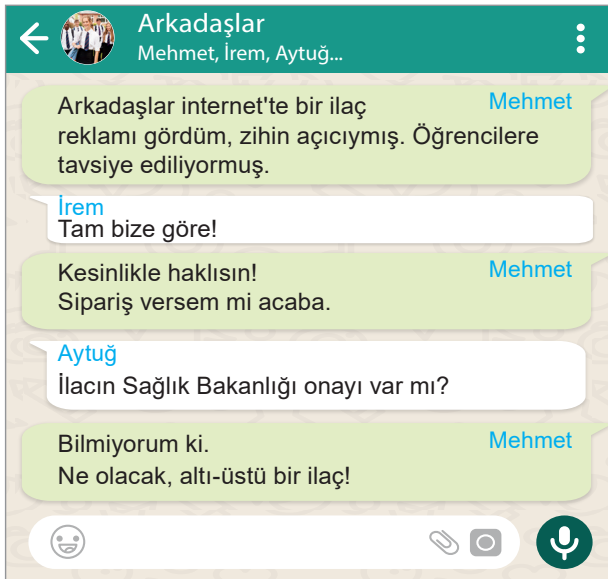 Arkadaşlar
Mehmet, İrem, Aytuğ...
Mehmet
Arkadaşlar internet'te bir ilaç
reklamı gördüm, zihin açıcıymış. Öğrencilere
tavsiye ediliyormuş.
İrem
Tam bize göre!
Mehmet
Kesinlikle haklısın!
Sipariş versem mi acaba.
Aytuğ
İlacın Sağlık Bakanlığı onayı var mı?
Mehmet
Bilmiyorum ki.
Ne olacak, altı-üstü bir ilaç!